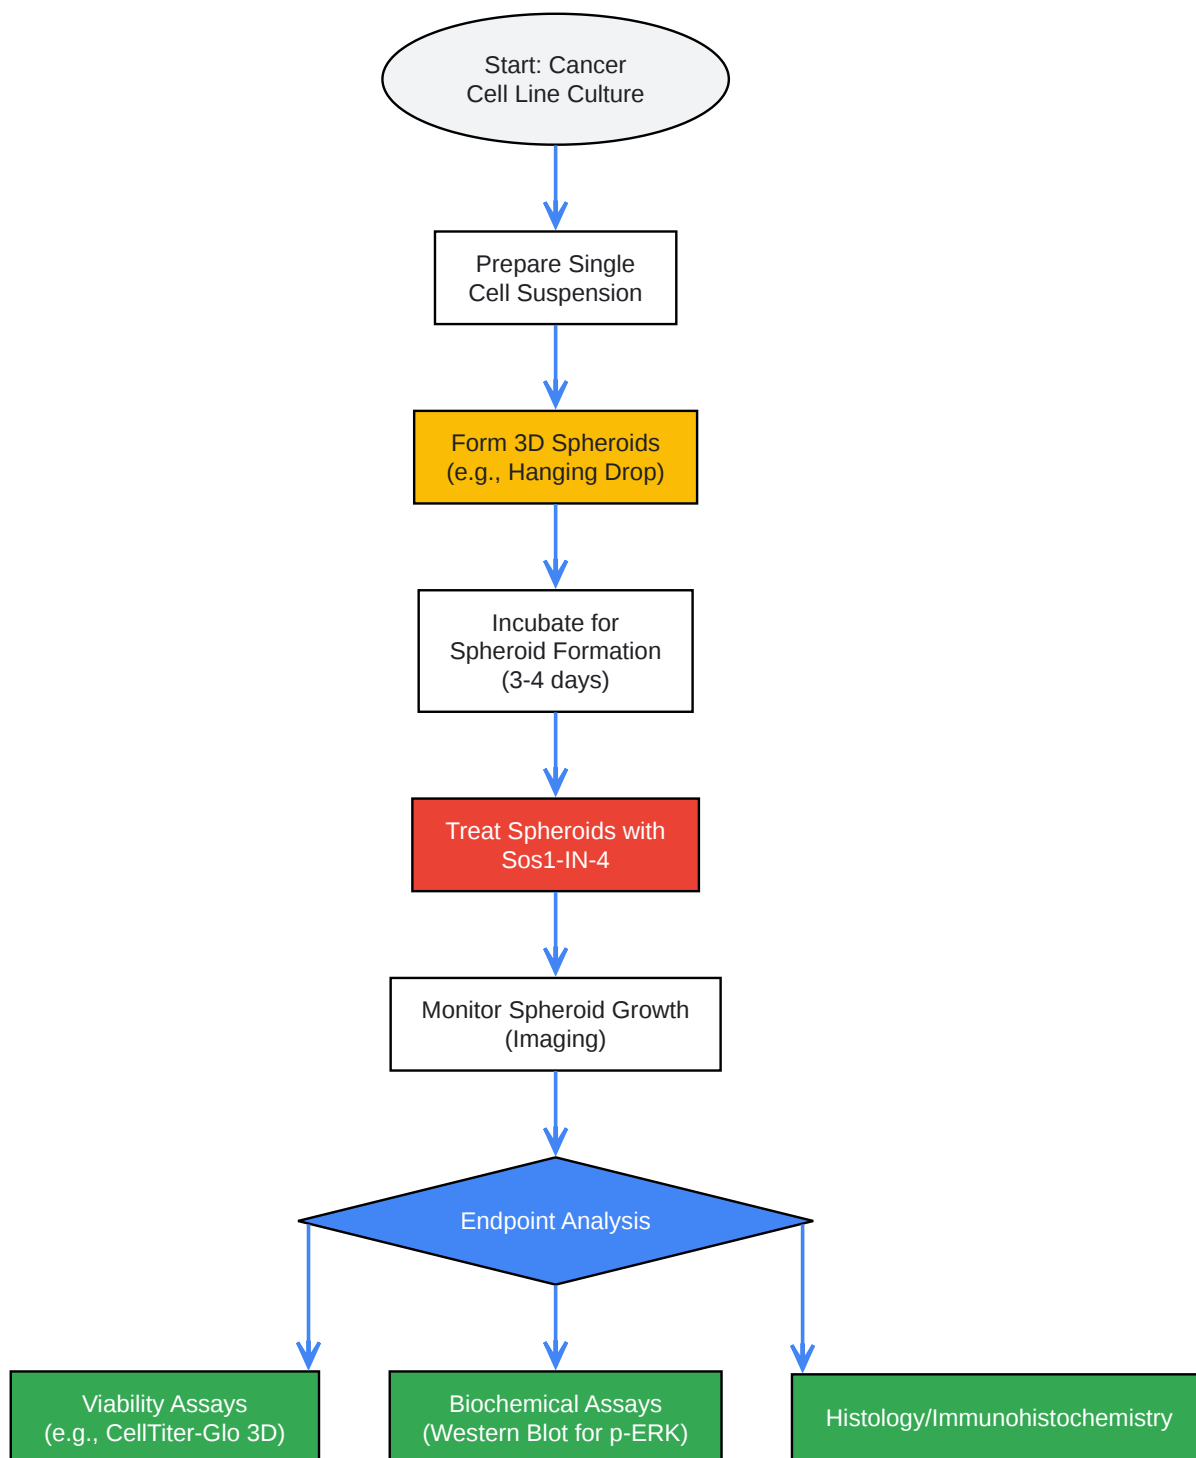 Start: Cancer
Cell Line Culture
Prepare Single
Cell Suspension
Form 3D Spheroids
(e.g., Hanging Drop)
Incubate for
Spheroid Formation
(3-4 days)
Treat Spheroids with
Sos1-IN-4
Monitor Spheroid Growth
(Imaging)
Endpoint Analysis
Viability Assays
(e.g., CellTiter-Glo 3D)
Biochemical Assays
(Western Blot for p-ERK)
Histology/Immunohistochemistry